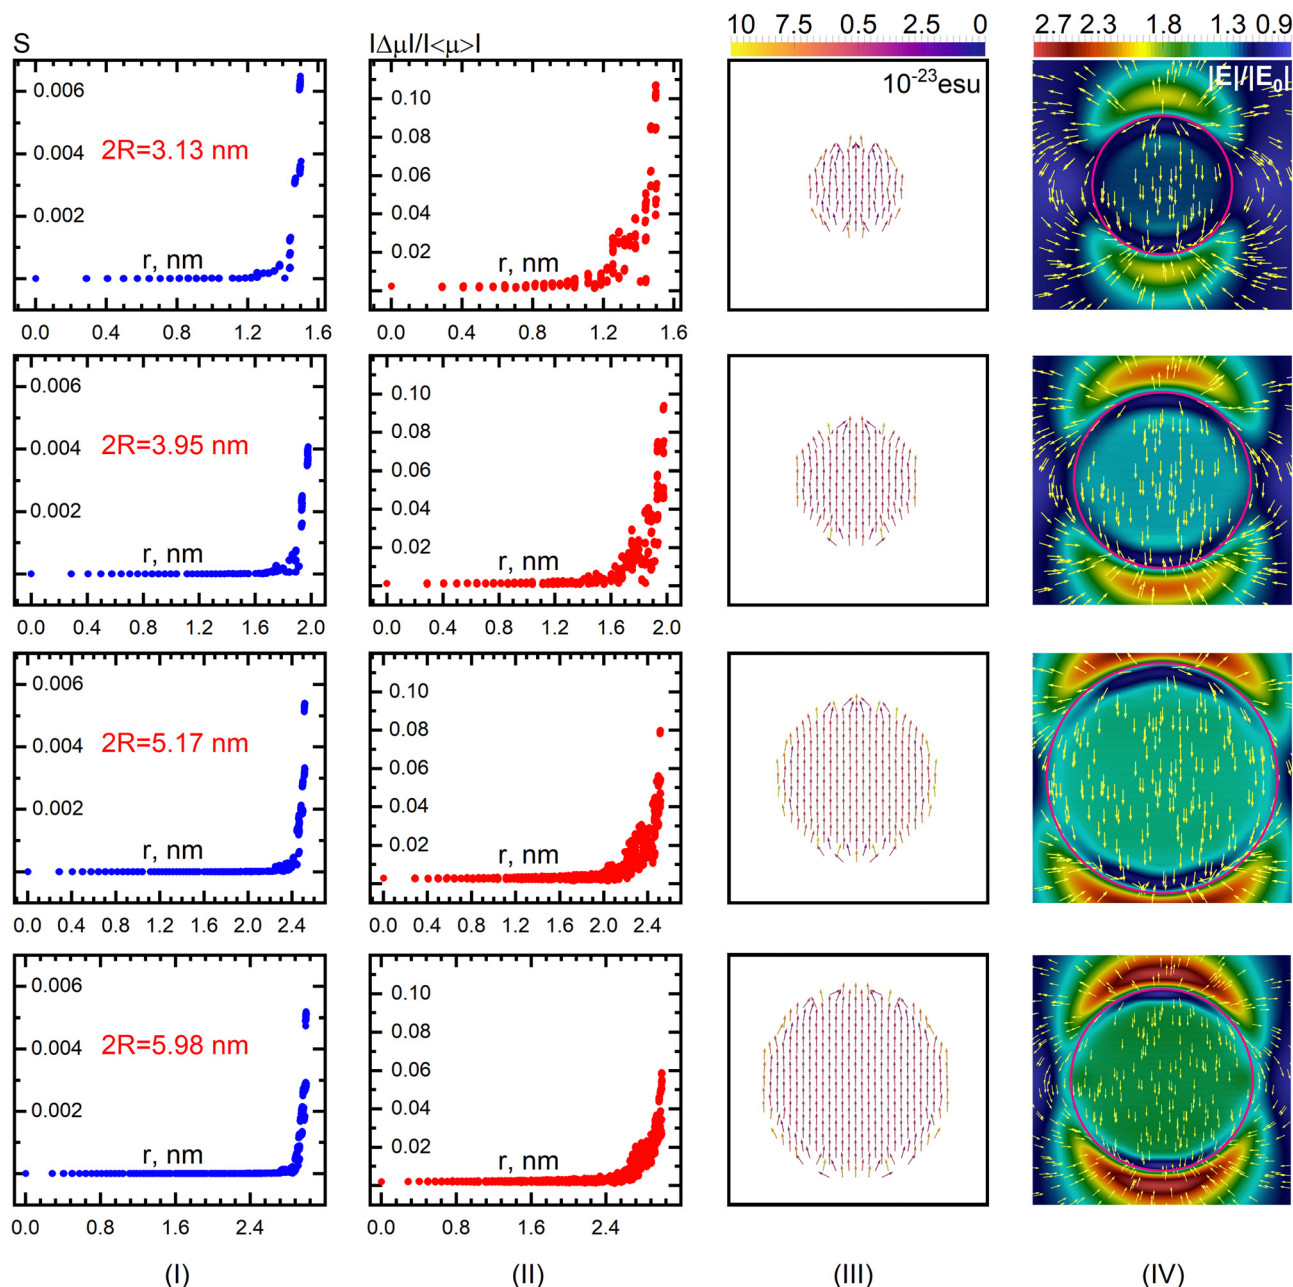 10 7.5 0.5 2.5 0
2.7 2.3 1.8 1.3 0.9
S
|Δμ|/|<μ>|
0.006
0.004
0.002
2R=3.13 nm
r, nm
0.0 0.4 0.8 1.2 1.6
0.10
0.08
0.06
0.04
0.02
r, nm
0.0 0.4 0.8 1.2 1.6
10⁻²³esu
|E|/|E₀|
0.006
0.004
0.002
2R=3.95 nm
r, nm
0.0 0.4 0.8 1.2 1.6 2.0
0.10
0.08
0.06
0.04
0.02
r, nm
0.0 0.4 0.8 1.2 1.6 2.0
0.006
0.004
0.002
2R=5.17 nm
r, nm
0.0 0.4 0.8 1.2 1.6 2.0 2.4
0.10
0.08
0.06
0.04
0.02
r, nm
0.0 0.4 0.8 1.2 1.6 2.0 2.4
0.006
0.004
0.002
2R=5.98 nm
r, nm
0.0 0.8 1.6 2.4
0.10
0.08
0.06
0.04
0.02
r, nm
0.0 0.8 1.6 2.4
(I) (II) (III) (IV)